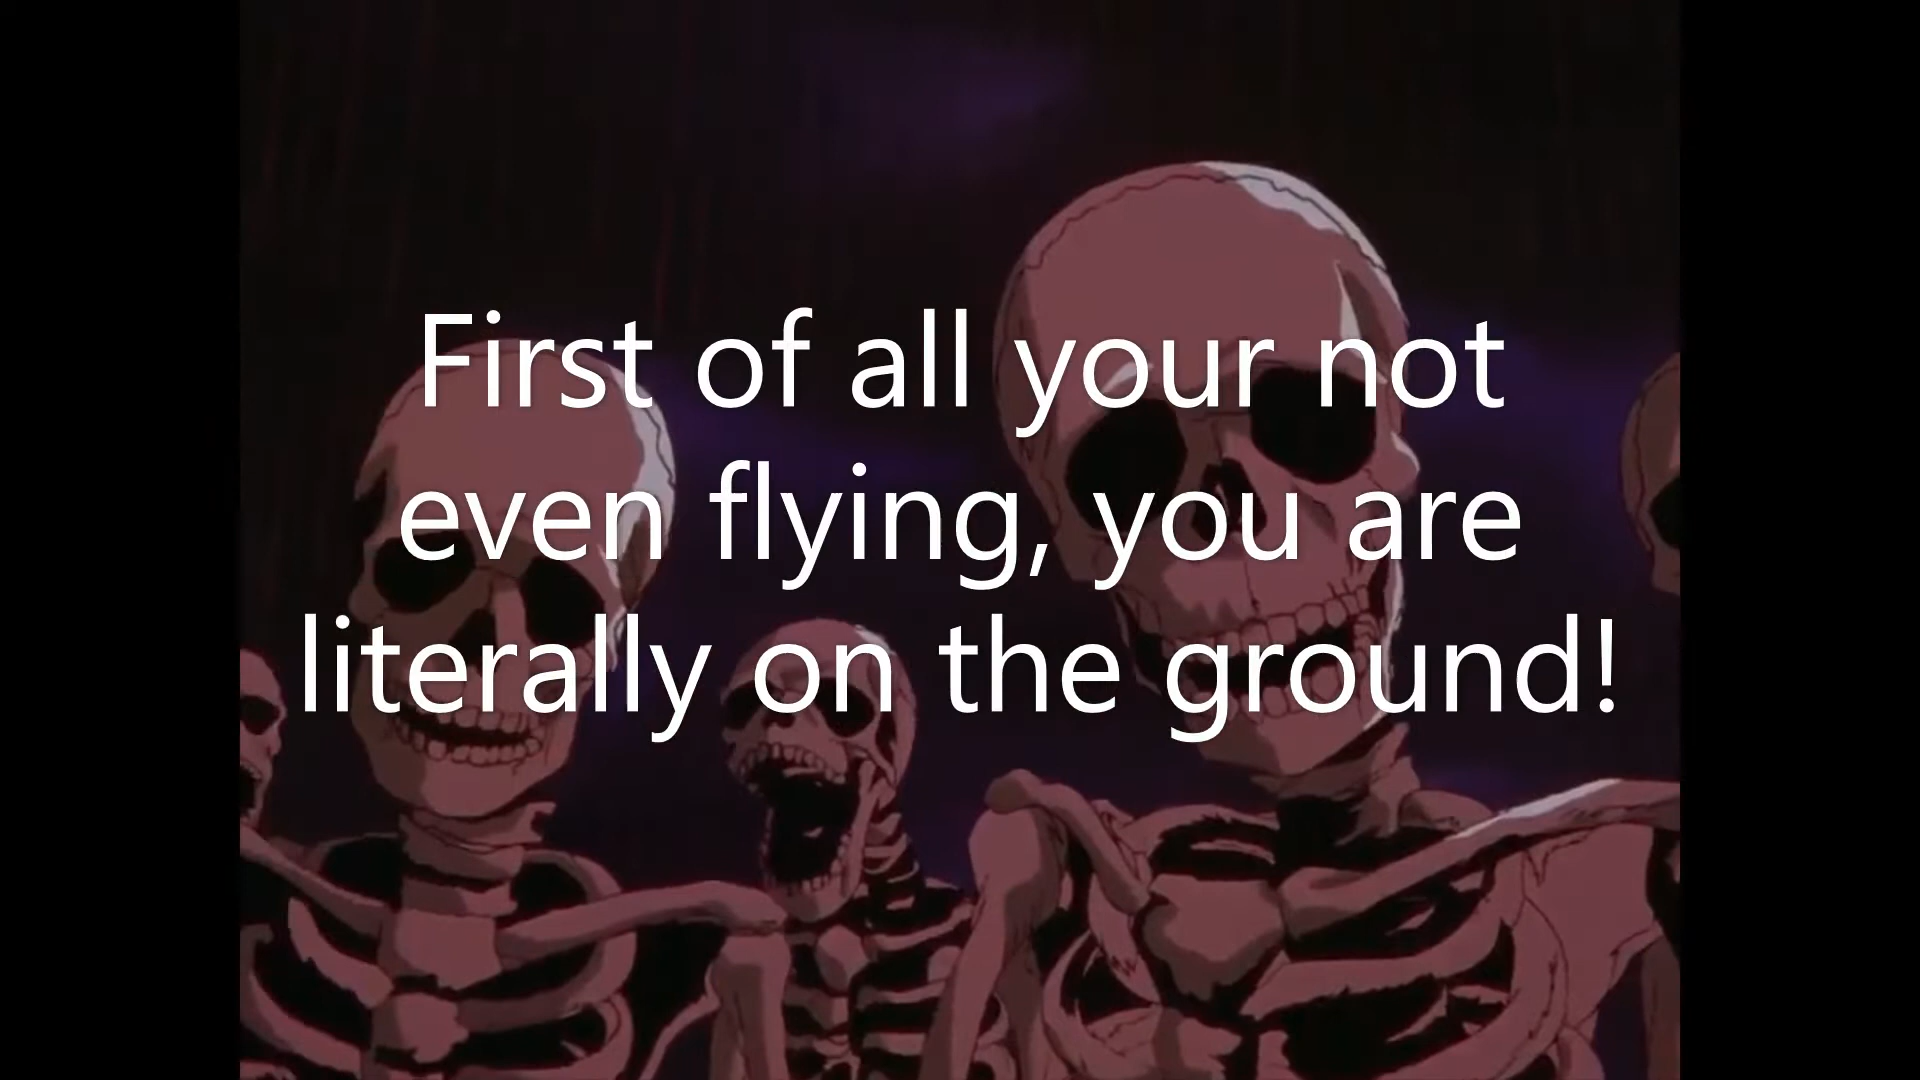 First of all your not
even flying, you are
literally on the ground!